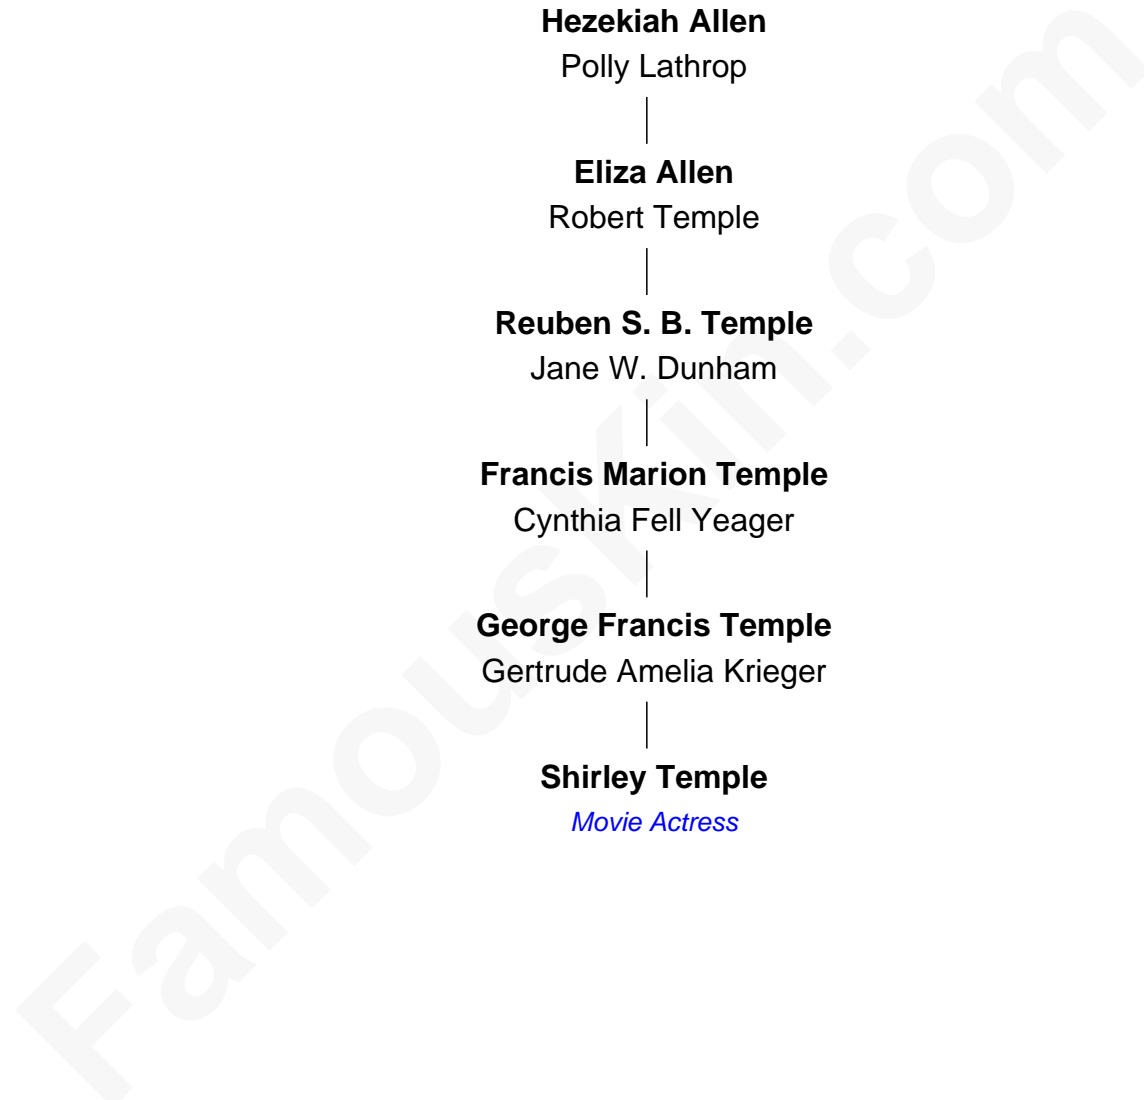 Hezekiah Allen
Polly Lathrop
Eliza Allen
Robert Temple
Reuben S. B. Temple
Jane W. Dunham
Francis Marion Temple
Cynthia Fell Yeager
George Francis Temple
Gertrude Amelia Krieger
Shirley Temple
Movie Actress
FamousKin.com